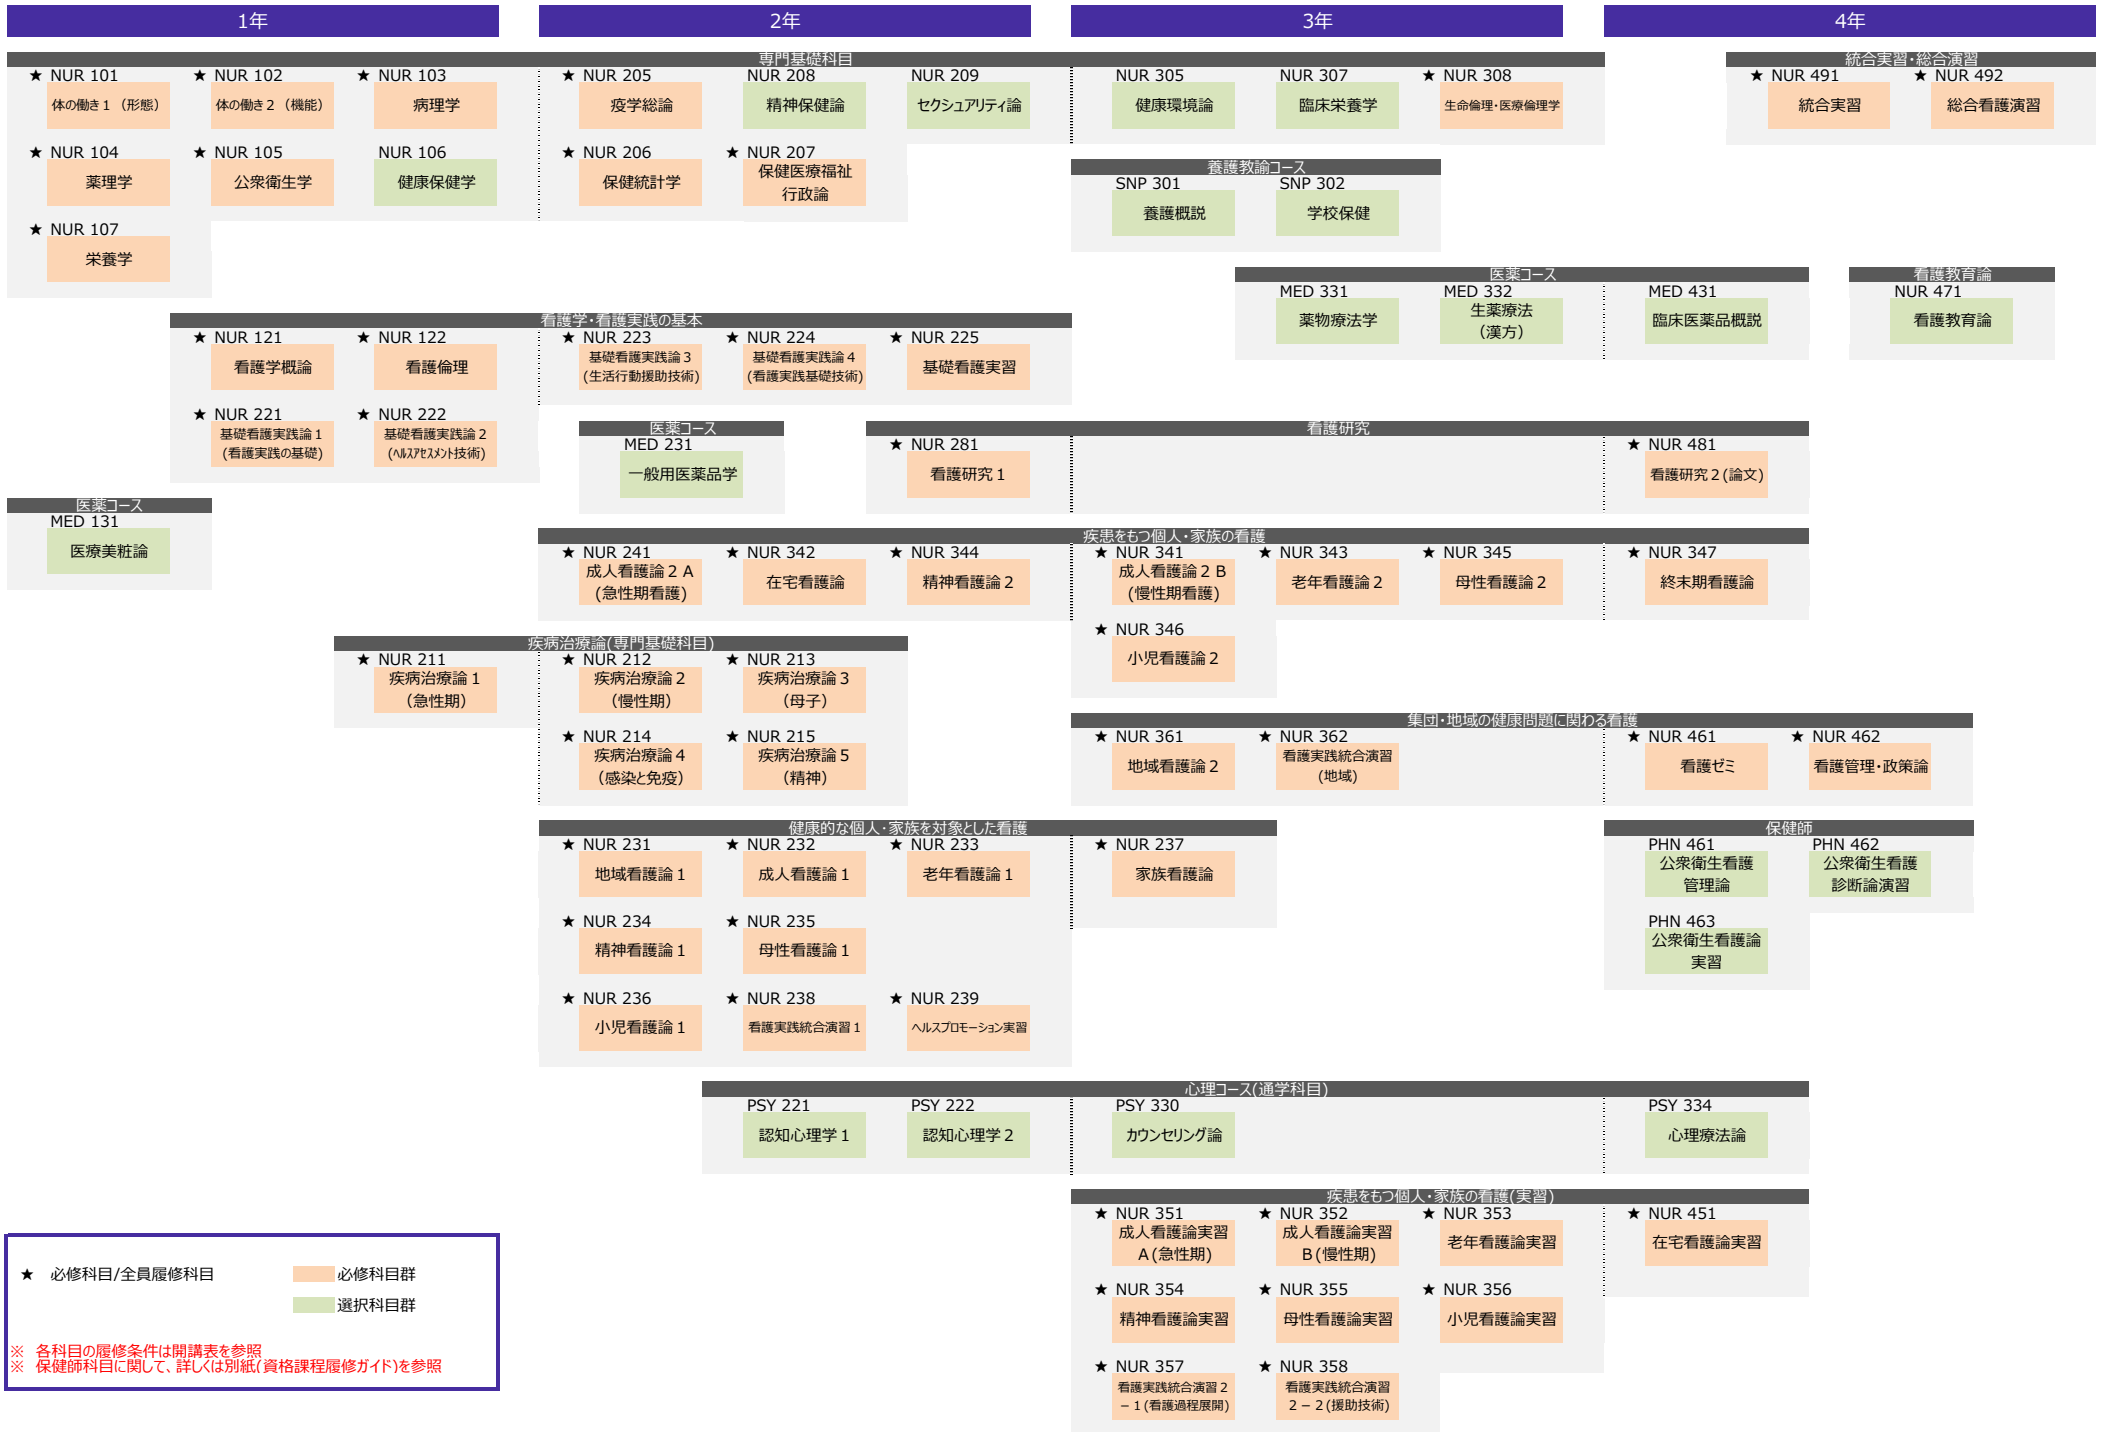 1年
2年
3年
4年
専門基礎科目
★ NUR 101
体の働き１（形態）
★ NUR 102
体の働き２（機能）
★ NUR 103
病理学
★ NUR 205
疫学総論
NUR 208
精神保健論
NUR 209
セクシュアリティ論
NUR 305
健康環境論
NUR 307
臨床栄養学
★ NUR 308
生命倫理・医療倫理学
★ NUR 104
薬理学
★ NUR 105
公衆衛生学
NUR 106
健康保健学
★ NUR 206
保健統計学
★ NUR 207
保健医療福祉
行政論
★ NUR 107
栄養学
統合実習・総合演習
★ NUR 491
統合実習
★ NUR 492
総合看護演習
養護教諭コース
SNP 301
養護概説
SNP 302
学校保健
医薬コース
MED 331
薬物療法学
MED 332
生薬療法
（漢方）
MED 431
臨床医薬品概説
看護教育論
NUR 471
看護教育論
看護学・看護実践の基本
★ NUR 121
看護学概論
★ NUR 122
看護倫理
★ NUR 223
基礎看護実践論３
(生活行動援助技術)
★ NUR 224
基礎看護実践論４
(看護実践基礎技術)
★ NUR 225
基礎看護実習
★ NUR 221
基礎看護実践論１
(看護実践の基礎)
★ NUR 222
基礎看護実践論２
(ヘルスアセスメント技術)
医薬コース
MED 231
一般用医薬品学
看護研究
★ NUR 281
看護研究１
★ NUR 481
看護研究２(論文)
医薬コース
MED 131
医療美粧論
疾患をもつ個人・家族の看護
★ NUR 241
成人看護論２Ａ
(急性期看護)
★ NUR 342
在宅看護論
★ NUR 344
精神看護論２
★ NUR 341
成人看護論２Ｂ
(慢性期看護)
★ NUR 343
老年看護論２
★ NUR 345
母性看護論２
★ NUR 347
終末期看護論
★ NUR 346
小児看護論２
疾病治療論(専門基礎科目)
★ NUR 211
疾病治療論１
（急性期）
★ NUR 212
疾病治療論２
（慢性期）
★ NUR 213
疾病治療論３
（母子）
★ NUR 214
疾病治療論４
（感染と免疫）
★ NUR 215
疾病治療論５
（精神）
集団・地域の健康問題に関わる看護
★ NUR 361
地域看護論２
★ NUR 362
看護実践統合演習
(地域)
★ NUR 461
看護ゼミ
★ NUR 462
看護管理・政策論
健康的な個人・家族を対象とした看護
★ NUR 231
地域看護論１
★ NUR 232
成人看護論１
★ NUR 233
老年看護論１
★ NUR 237
家族看護論
★ NUR 234
精神看護論１
★ NUR 235
母性看護論１
★ NUR 236
小児看護論１
★ NUR 238
看護実践統合演習１
★ NUR 239
ヘルスプロモーション実習
保健師
PHN 461
公衆衛生看護
管理論
PHN 462
公衆衛生看護
診断論演習
PHN 463
公衆衛生看護論
実習
心理コース(通学科目)
PSY 221
認知心理学１
PSY 222
認知心理学２
PSY 330
カウンセリング論
PSY 334
心理療法論
疾患をもつ個人・家族の看護(実習)
★ NUR 351
成人看護論実習
Ａ(急性期)
★ NUR 352
成人看護論実習
Ｂ(慢性期)
★ NUR 353
老年看護論実習
★ NUR 451
在宅看護論実習
★ NUR 354
精神看護論実習
★ NUR 355
母性看護論実習
★ NUR 356
小児看護論実習
★ NUR 357
看護実践統合演習２
－１(看護過程展開)
★ NUR 358
看護実践統合演習
２－２(援助技術)
★ 必修科目/全員履修科目
必修科目群
選択科目群
※ 各科目の履修条件は開講表を参照
※ 保健師科目に関して、詳しくは別紙(資格課程履修ガイド)を参照